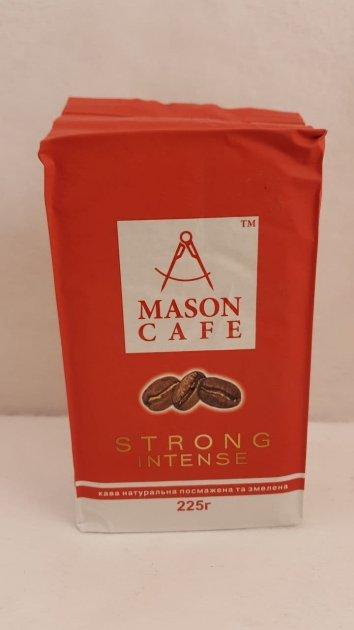 TM
MASON
CAFE
STRONG
INTENSE
кава натуральна посмажена та змелена
225г